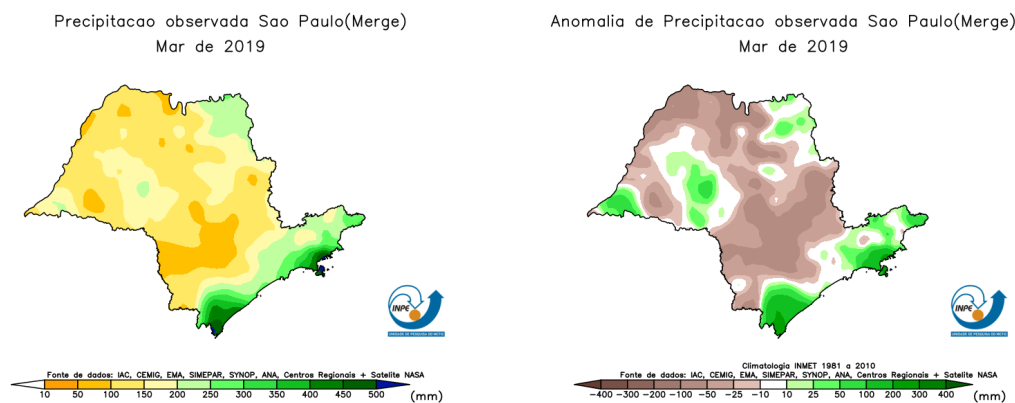 Precipitacao observada Sao Paulo(Merge)
Mar de 2019
INPE
Fonte de dados: IAC, CEMIG, EMA, SIMEPAR, SYNOP, ANA, Centros Regionais + Satelite NASA
10 50 100 150 200 250 300 350 400 450 500 (mm)
Anomalia de Precipitacao observada Sao Paulo(Merge)
Mar de 2019
INPE
Climatologia INMET 1981 a 2010
Fonte de dados: IAC, CEMIG, EMA, SIMEPAR, SYNOP, ANA, Centros Regionais + Satelite NASA
-400 -300 -200 -100 -50 -25 -10 10 25 50 100 200 300 400 (mm)